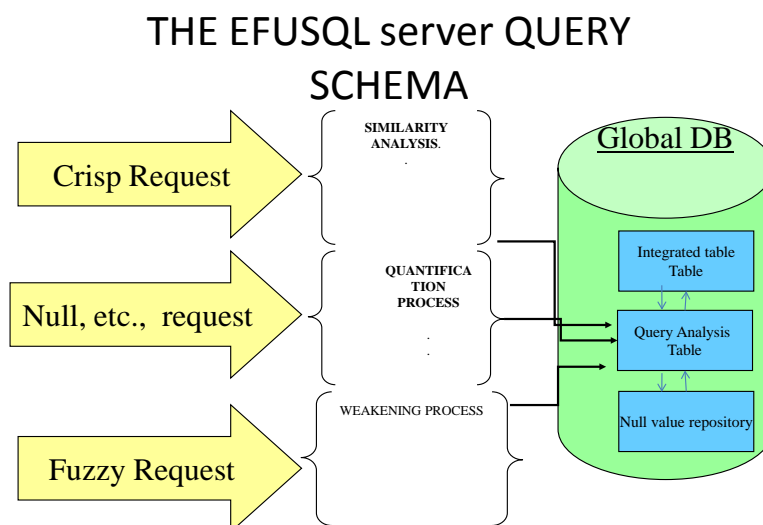 THE EFUSQL server QUERY
SCHEMA
Crisp Request
SIMILARITY
ANALYSIS.
.
Null, etc., request
QUANTIFICA
TION
PROCESS
.
.
Fuzzy Request
WEAKENING PROCESS
Global DB
Integrated table
Table
Query Analysis
Table
Null value repository